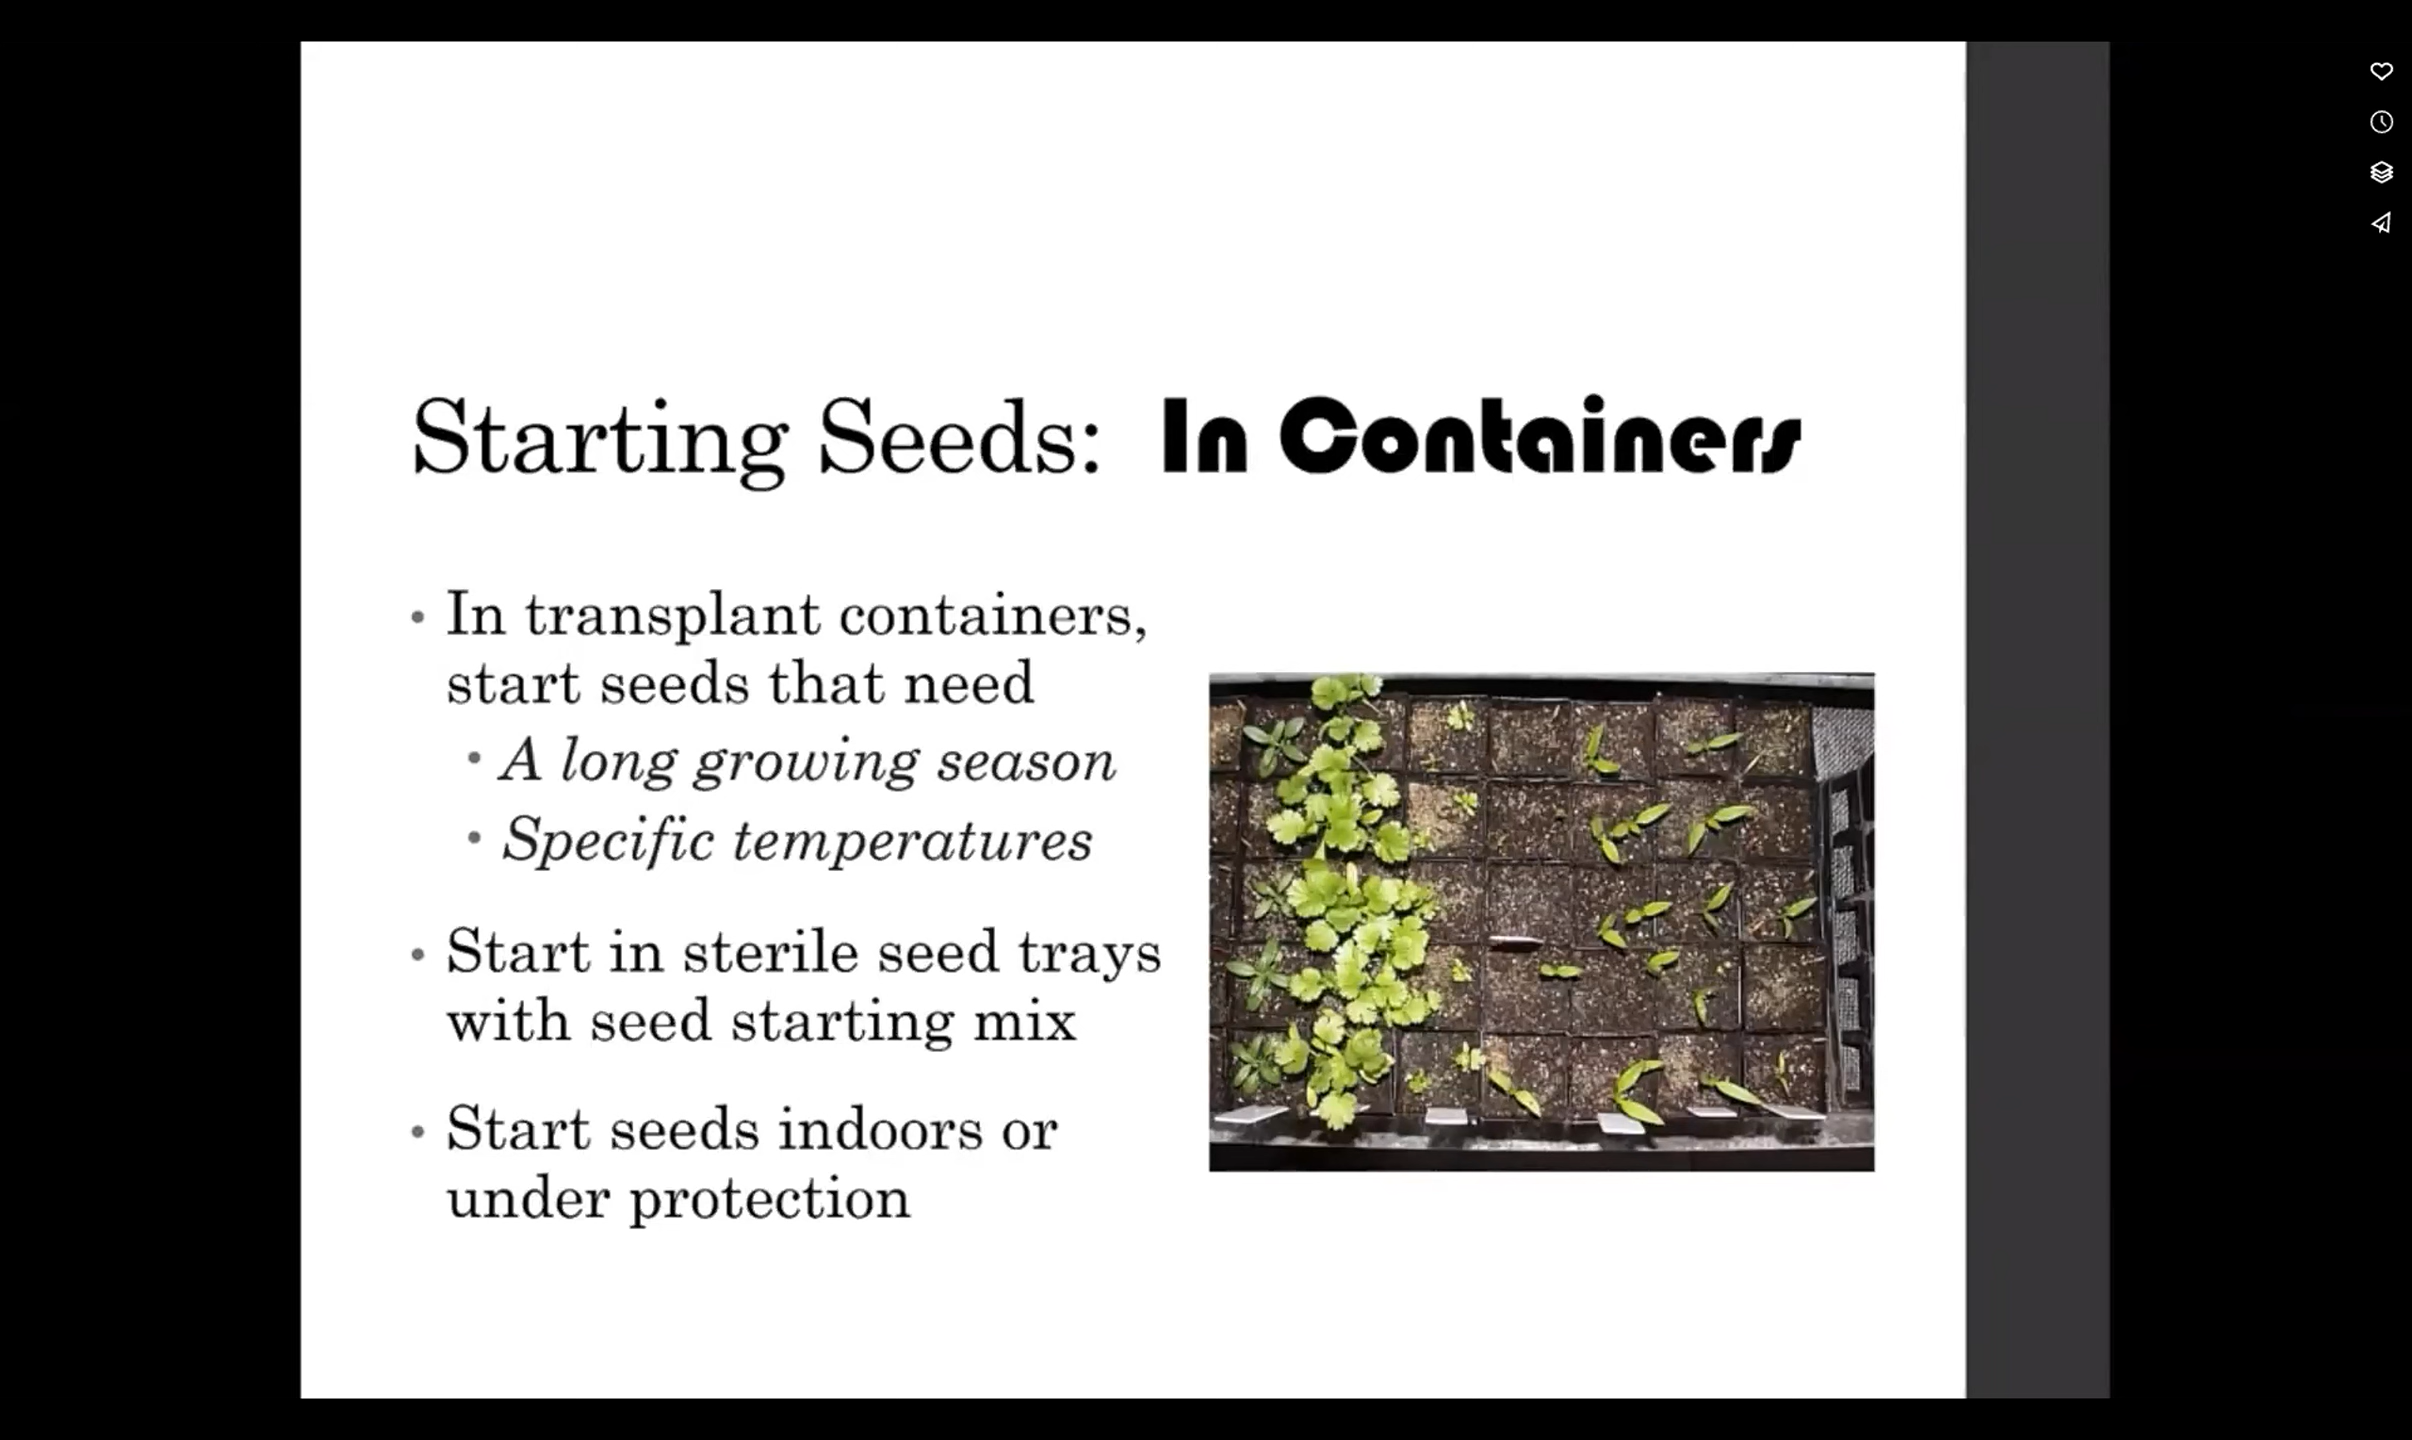 Starting Seeds: In Containers
• In transplant containers,
start seeds that need
• A long growing season
• Specific temperatures
• Start in sterile seed trays
with seed starting mix
• Start seeds indoors or
under protection